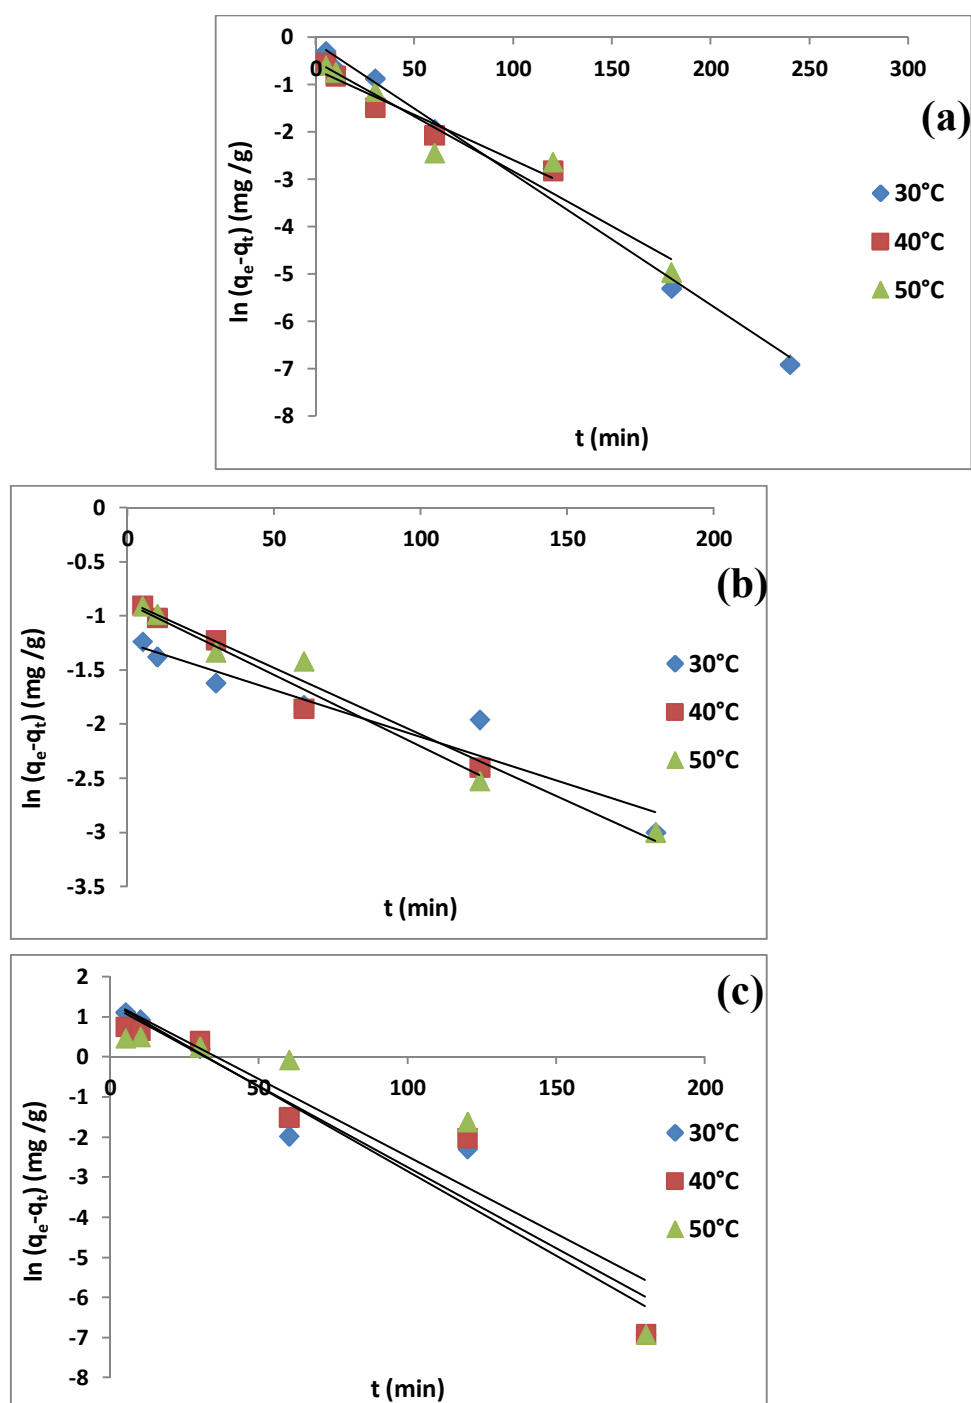 0
0 50 100 150 200 250 300
-1
-2
-3
-4
-5
-6
-7
-8
ln (qe-qt) (mg /g)
t (min)
(a)
30°C
40°C
50°C
0
0 50 100 150 200
-0.5
-1
-1.5
-2
-2.5
-3
-3.5
ln (qe-qt) (mg /g)
t (min)
(b)
30°C
40°C
50°C
2
1
0
0 50 100 150 200
-1
-2
-3
-4
-5
-6
-7
-8
ln (qe-qt) (mg /g)
t (min)
(c)
30°C
40°C
50°C